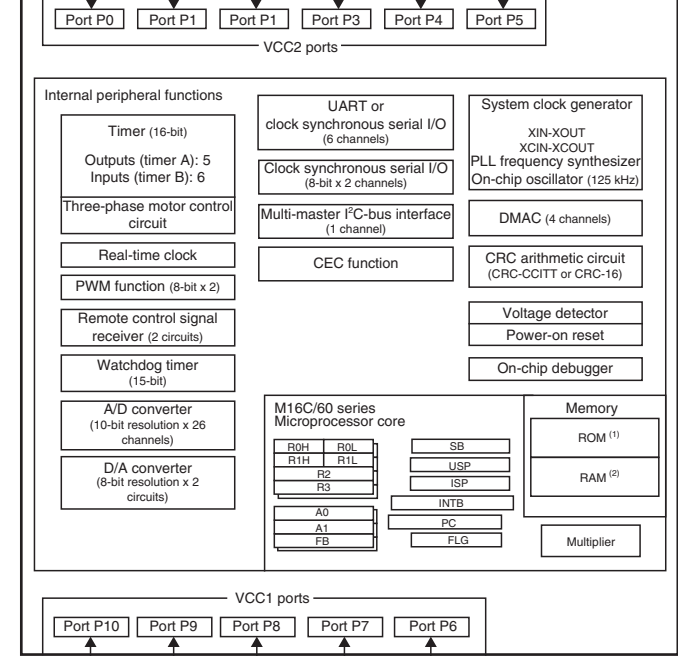 Port P0
Port P1
Port P1
Port P3
Port P4
Port P5
VCC2 ports
Internal peripheral functions
Timer (16-bit)
Outputs (timer A): 5
Inputs (timer B): 6
Three-phase motor control
circuit
Real-time clock
PWM function (8-bit x 2)
Remote control signal
receiver (2 circuits)
Watchdog timer
(15-bit)
A/D converter
(10-bit resolution x 26
channels)
D/A converter
(8-bit resolution x 2
circuits)
UART or
clock synchronous serial I/O
(6 channels)
Clock synchronous serial I/O
(8-bit x 2 channels)
Multi-master I²C-bus interface
(1 channel)
CEC function
System clock generator
XIN-XOUT
XCIN-XCOUT
PLL frequency synthesizer
On-chip oscillator (125 kHz)
DMAC (4 channels)
CRC arithmetic circuit
(CRC-CCITT or CRC-16)
Voltage detector
Power-on reset
On-chip debugger
M16C/60 series
Microprocessor core
R0H R0L
R1H R1L
R2
R3
A0
A1
FB
SB
USP
ISP
INTB
PC
FLG
Memory
ROM (1)
RAM (2)
Multiplier
VCC1 ports
Port P10
Port P9
Port P8
Port P7
Port P6